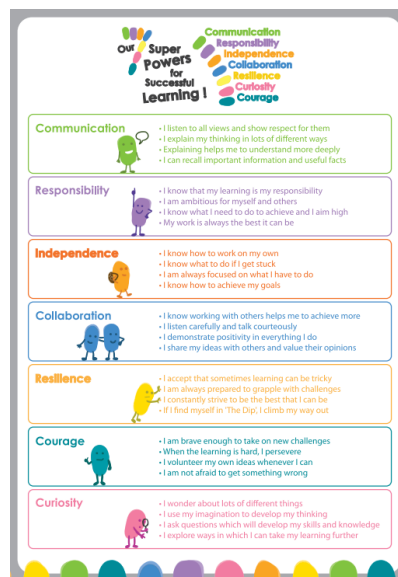 Our Super Powers for Successful Learning !
Communication
Responsibility
Independence
Collaboration
Resilience
Curiosity
Courage
Communication
• I listen to all views and show respect for them
• I explain my thinking in lots of different ways
• Explaining helps me to understand more deeply
• I can recall important information and useful facts
Responsibility
• I know that my learning is my responsibility
• I am ambitious for myself and others
• I know what I need to do to achieve and I aim high
• My work is always the best it can be
Independence
• I know how to work on my own
• I know what to do if I get stuck
• I am always focused on what I have to do
• I know how to achieve my goals
Collaboration
• I know working with others helps me to achieve more
• I listen carefully and talk courteously
• I demonstrate positivity in everything I do
• I share my ideas with others and value their opinions
Resilience
• I accept that sometimes learning can be tricky
• I am always prepared to grapple with challenges
• I constantly strive to be the best that I can be
• If I find myself in 'The Dip', I climb my way out
Courage
• I am brave enough to take on new challenges
• When the learning is hard, I persevere
• I volunteer my own ideas whenever I can
• I am not afraid to get something wrong
Curiosity
• I wonder about lots of different things
• I use my imagination to develop my thinking
• I ask questions which will develop my skills and knowledge
• I explore ways in which I can take my learning further